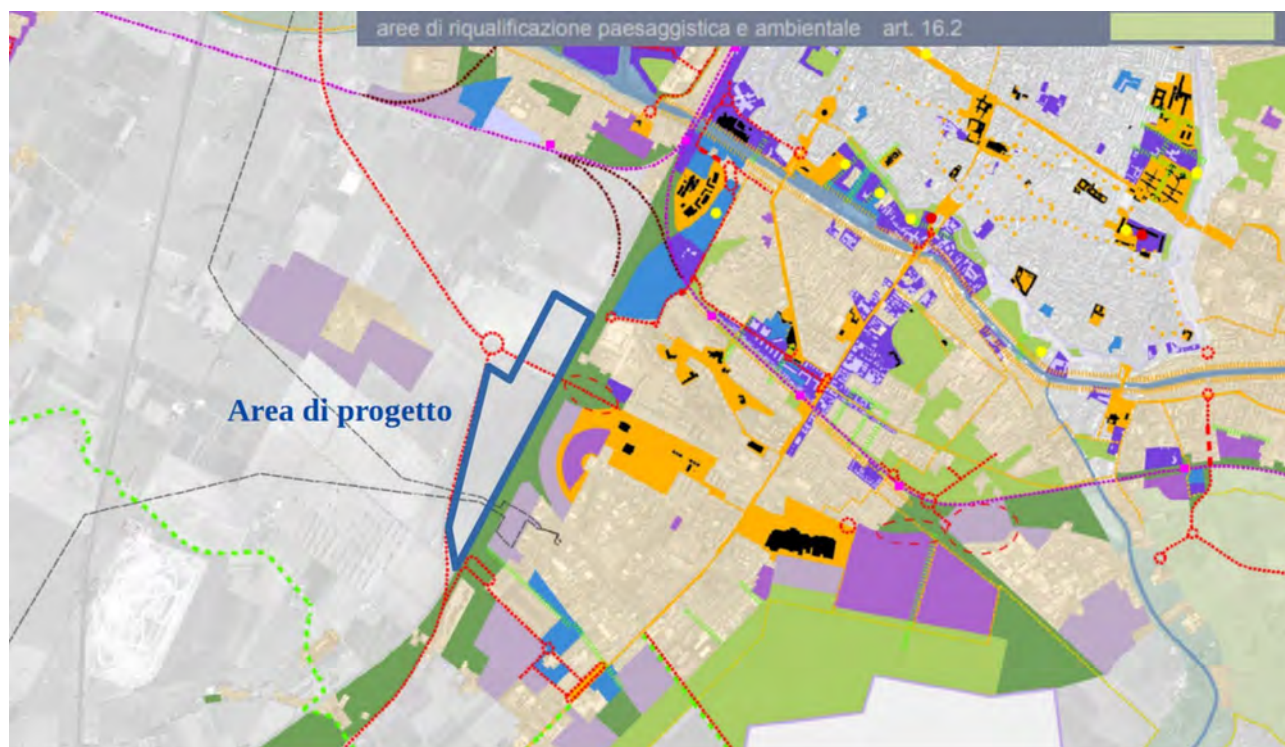 aree di riqualificazione paesaggistica e ambientale art. 16.2
Area di progetto